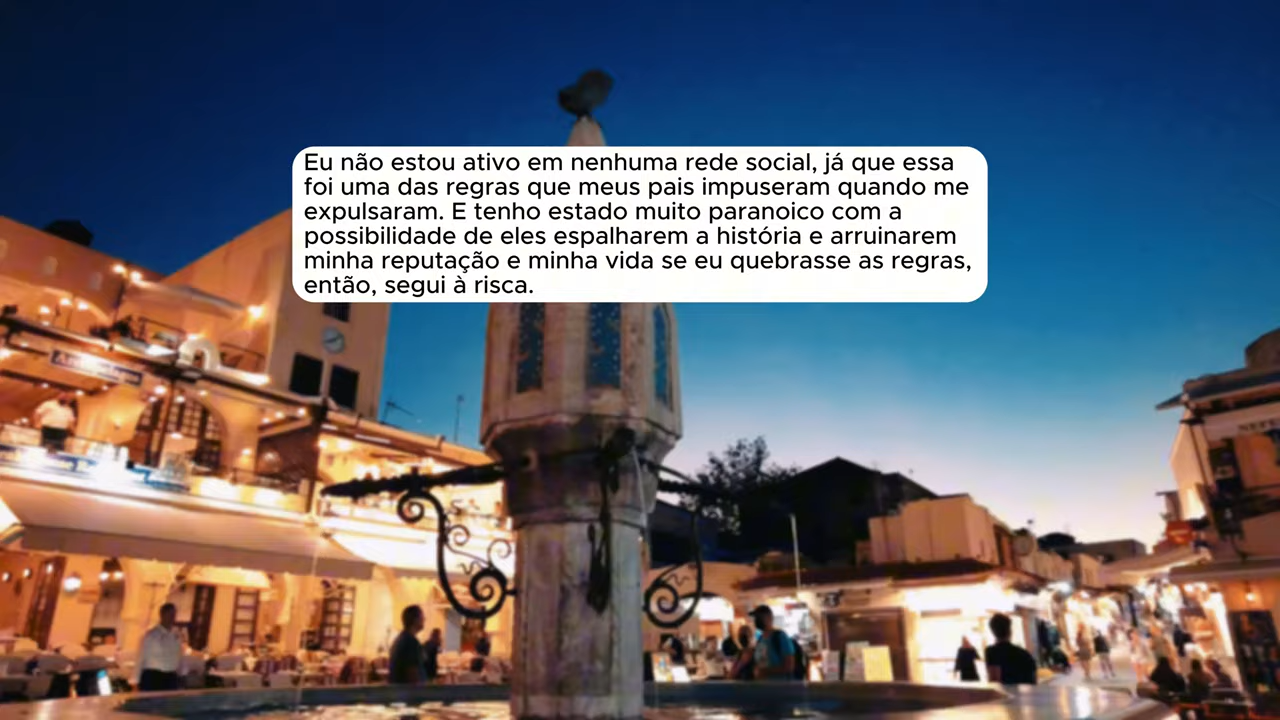 Eu não estou ativo em nenhuma rede social, já que essa
foi uma das regras que meus pais impuseram quando me
expulsaram. E tenho estado muito paranoico com a
possibilidade de eles espalharem a história e arruinarem
minha reputação e minha vida se eu quebrasse as regras,
então, segui à risca.